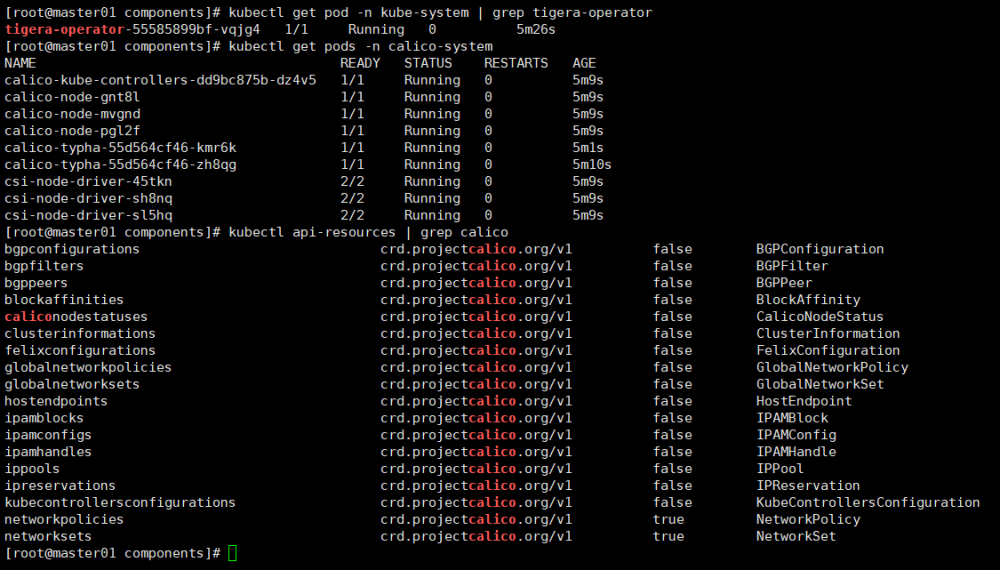 [root@master01 components]# kubectl get pod -n kube-system | grep tigera-operator
tigera-operator-55585899bf-vqjg4   1/1     Running   0          5m26s
[root@master01 components]# kubectl get pods -n calico-system
NAME                                      READY   STATUS    RESTARTS   AGE
calico-kube-controllers-dd9bc875b-dz4v5   1/1     Running   0          5m9s
calico-node-gnt8l                         1/1     Running   0          5m9s
calico-node-mvgnd                         1/1     Running   0          5m9s
calico-node-pgl2f                         1/1     Running   0          5m9s
calico-typha-55d564cf46-kmr6k             1/1     Running   0          5m1s
calico-typha-55d564cf46-zh8qg             1/1     Running   0          5m10s
csi-node-driver-45tkn                     2/2     Running   0          5m9s
csi-node-driver-sh8nq                     2/2     Running   0          5m9s
csi-node-driver-sl5hq                     2/2     Running   0          5m9s
[root@master01 components]# kubectl api-resources | grep calico
bgpconfigurations                              crd.projectcalico.org/v1          false        BGPConfiguration
bgpfilters                                     crd.projectcalico.org/v1          false        BGPFilter
bgppeers                                       crd.projectcalico.org/v1          false        BGPPeer
blockaffinities                                crd.projectcalico.org/v1          false        BlockAffinity
caliconodestatuses                             crd.projectcalico.org/v1          false        CalicoNodeStatus
clusterinformations                            crd.projectcalico.org/v1          false        ClusterInformation
felixconfigurations                            crd.projectcalico.org/v1          false        FelixConfiguration
globalnetworkpolicies                          crd.projectcalico.org/v1          false        GlobalNetworkPolicy
globalnetworksets                              crd.projectcalico.org/v1          false        GlobalNetworkSet
hostendpoints                                  crd.projectcalico.org/v1          false        HostEndpoint
ipamblocks                                     crd.projectcalico.org/v1          false        IPAMBlock
ipamconfigs                                    crd.projectcalico.org/v1          false        IPAMConfig
ipamhandles                                    crd.projectcalico.org/v1          false        IPAMHandle
ippools                                        crd.projectcalico.org/v1          false        IPPool
ipreservations                                 crd.projectcalico.org/v1          false        IPReservation
kubecontrollersconfigurations                  crd.projectcalico.org/v1          false        KubeControllersConfiguration
networkpolicies                                crd.projectcalico.org/v1          true         NetworkPolicy
networksets                                    crd.projectcalico.org/v1          true         NetworkSet
[root@master01 components]#